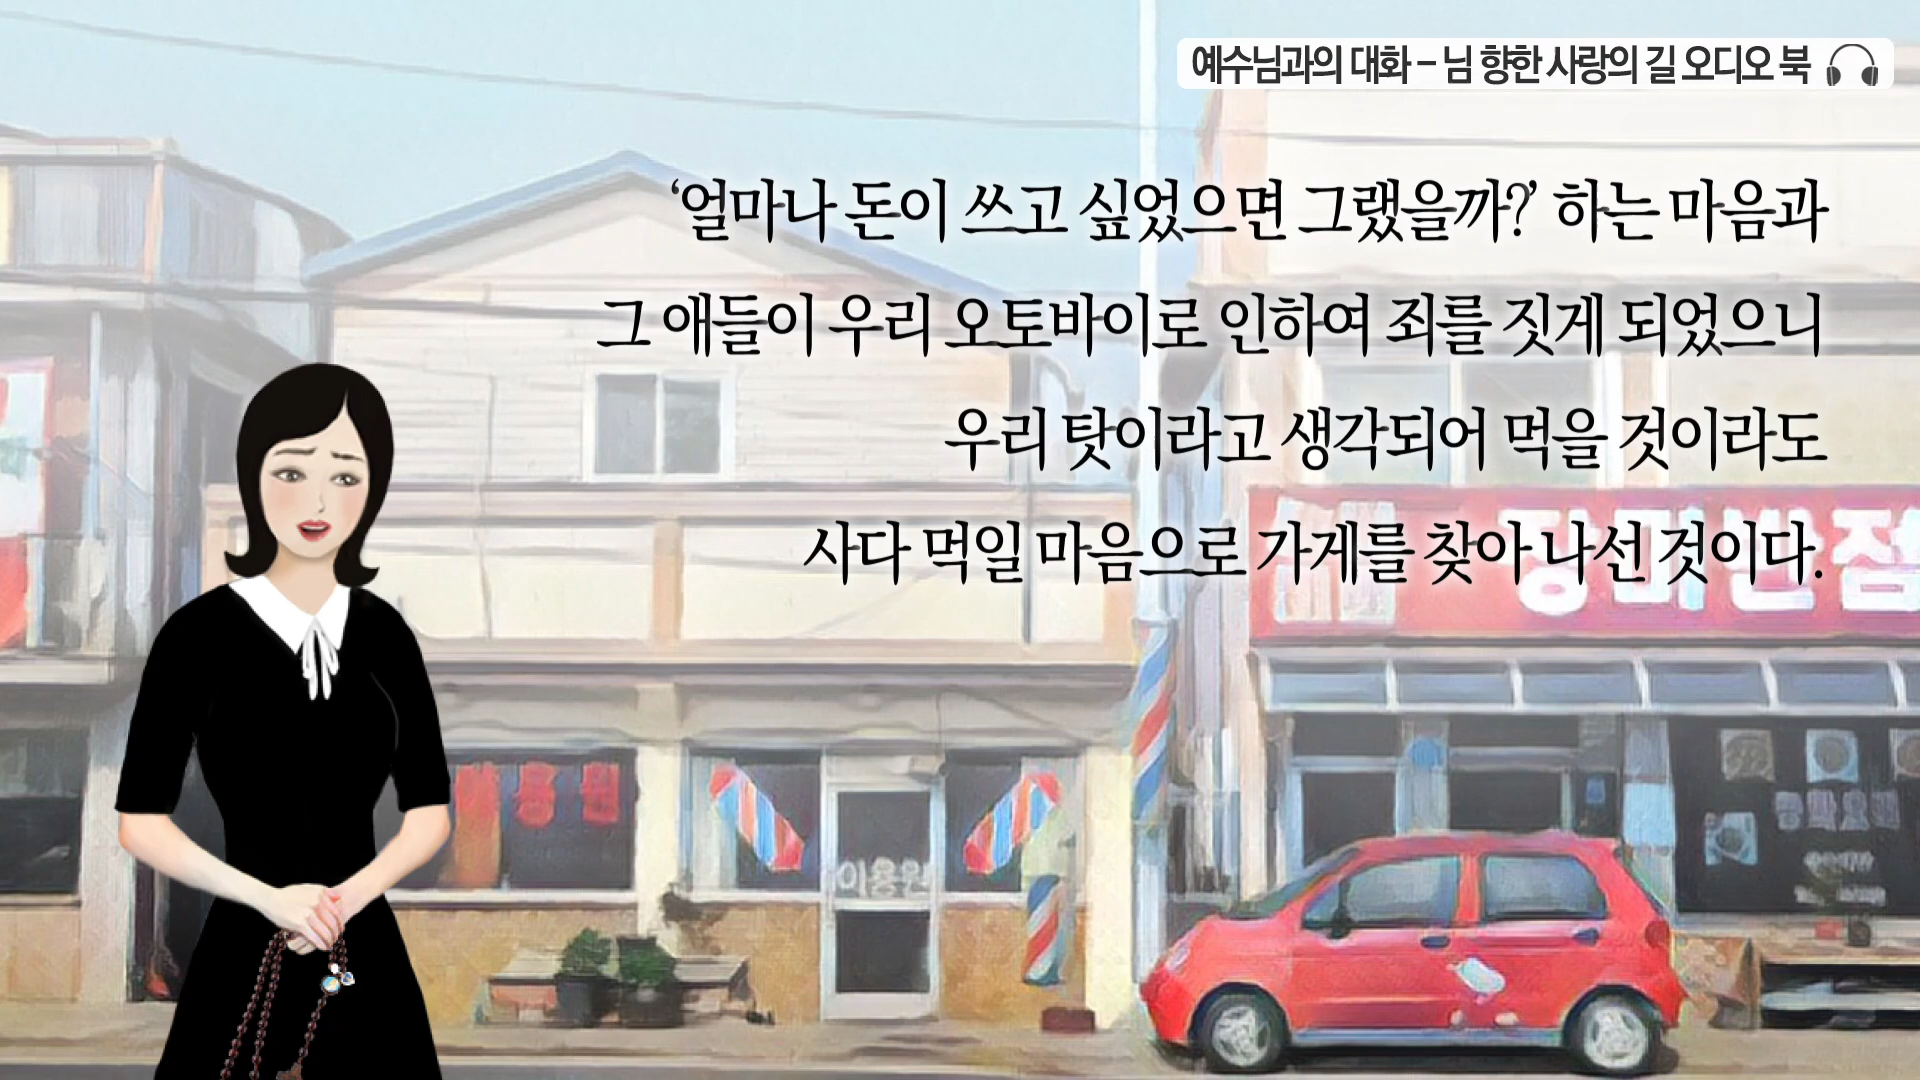 예수님과의 대화 - 님 향한 사랑의 길 오디오 북
‘얼마나 돈이 쓰고 싶었으면 그랬을까?’ 하는 마음과
그 애들이 우리 오토바이로 인하여 죄를 짓게 되었으니
우리 탓이라고 생각되어 먹을 것이라도
사다 먹일 마음으로 가게를 찾아 나선 것이다.
장미반점
이용원